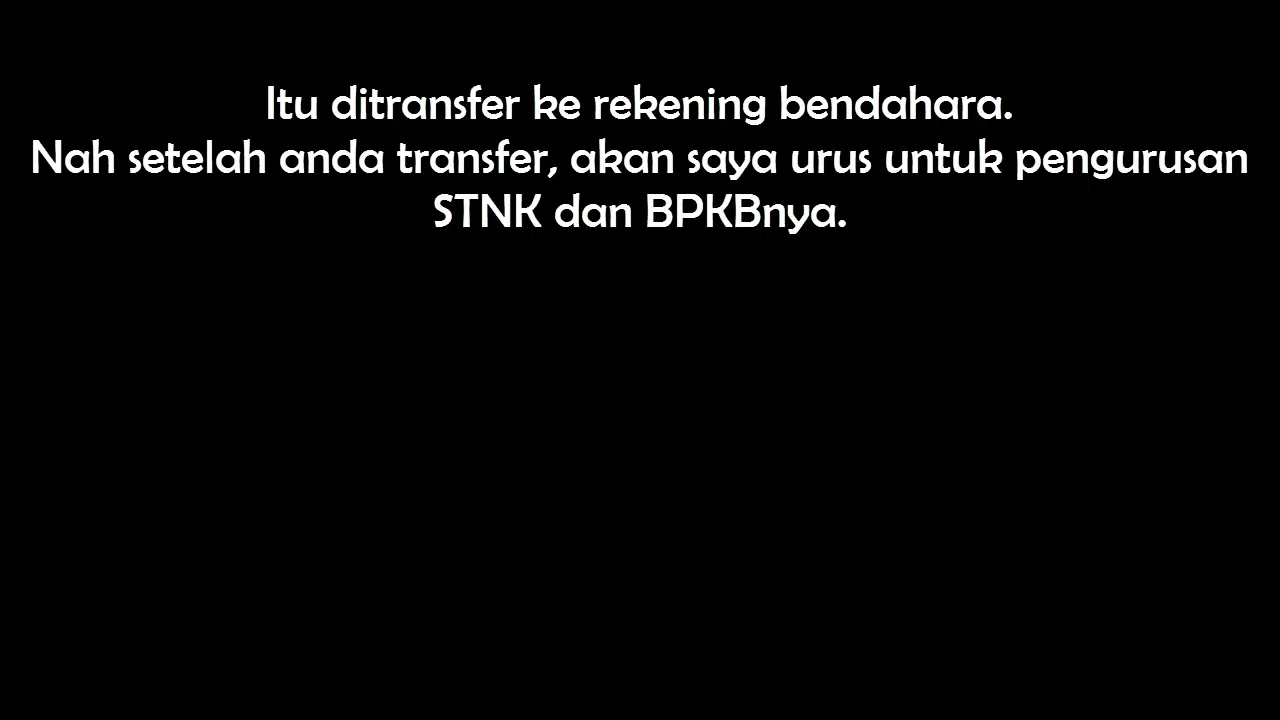 Itu ditransfer ke rekening bendahara.
Nah setelah anda transfer, akan saya urus untuk pengurusan
STNK dan BPKBnya.